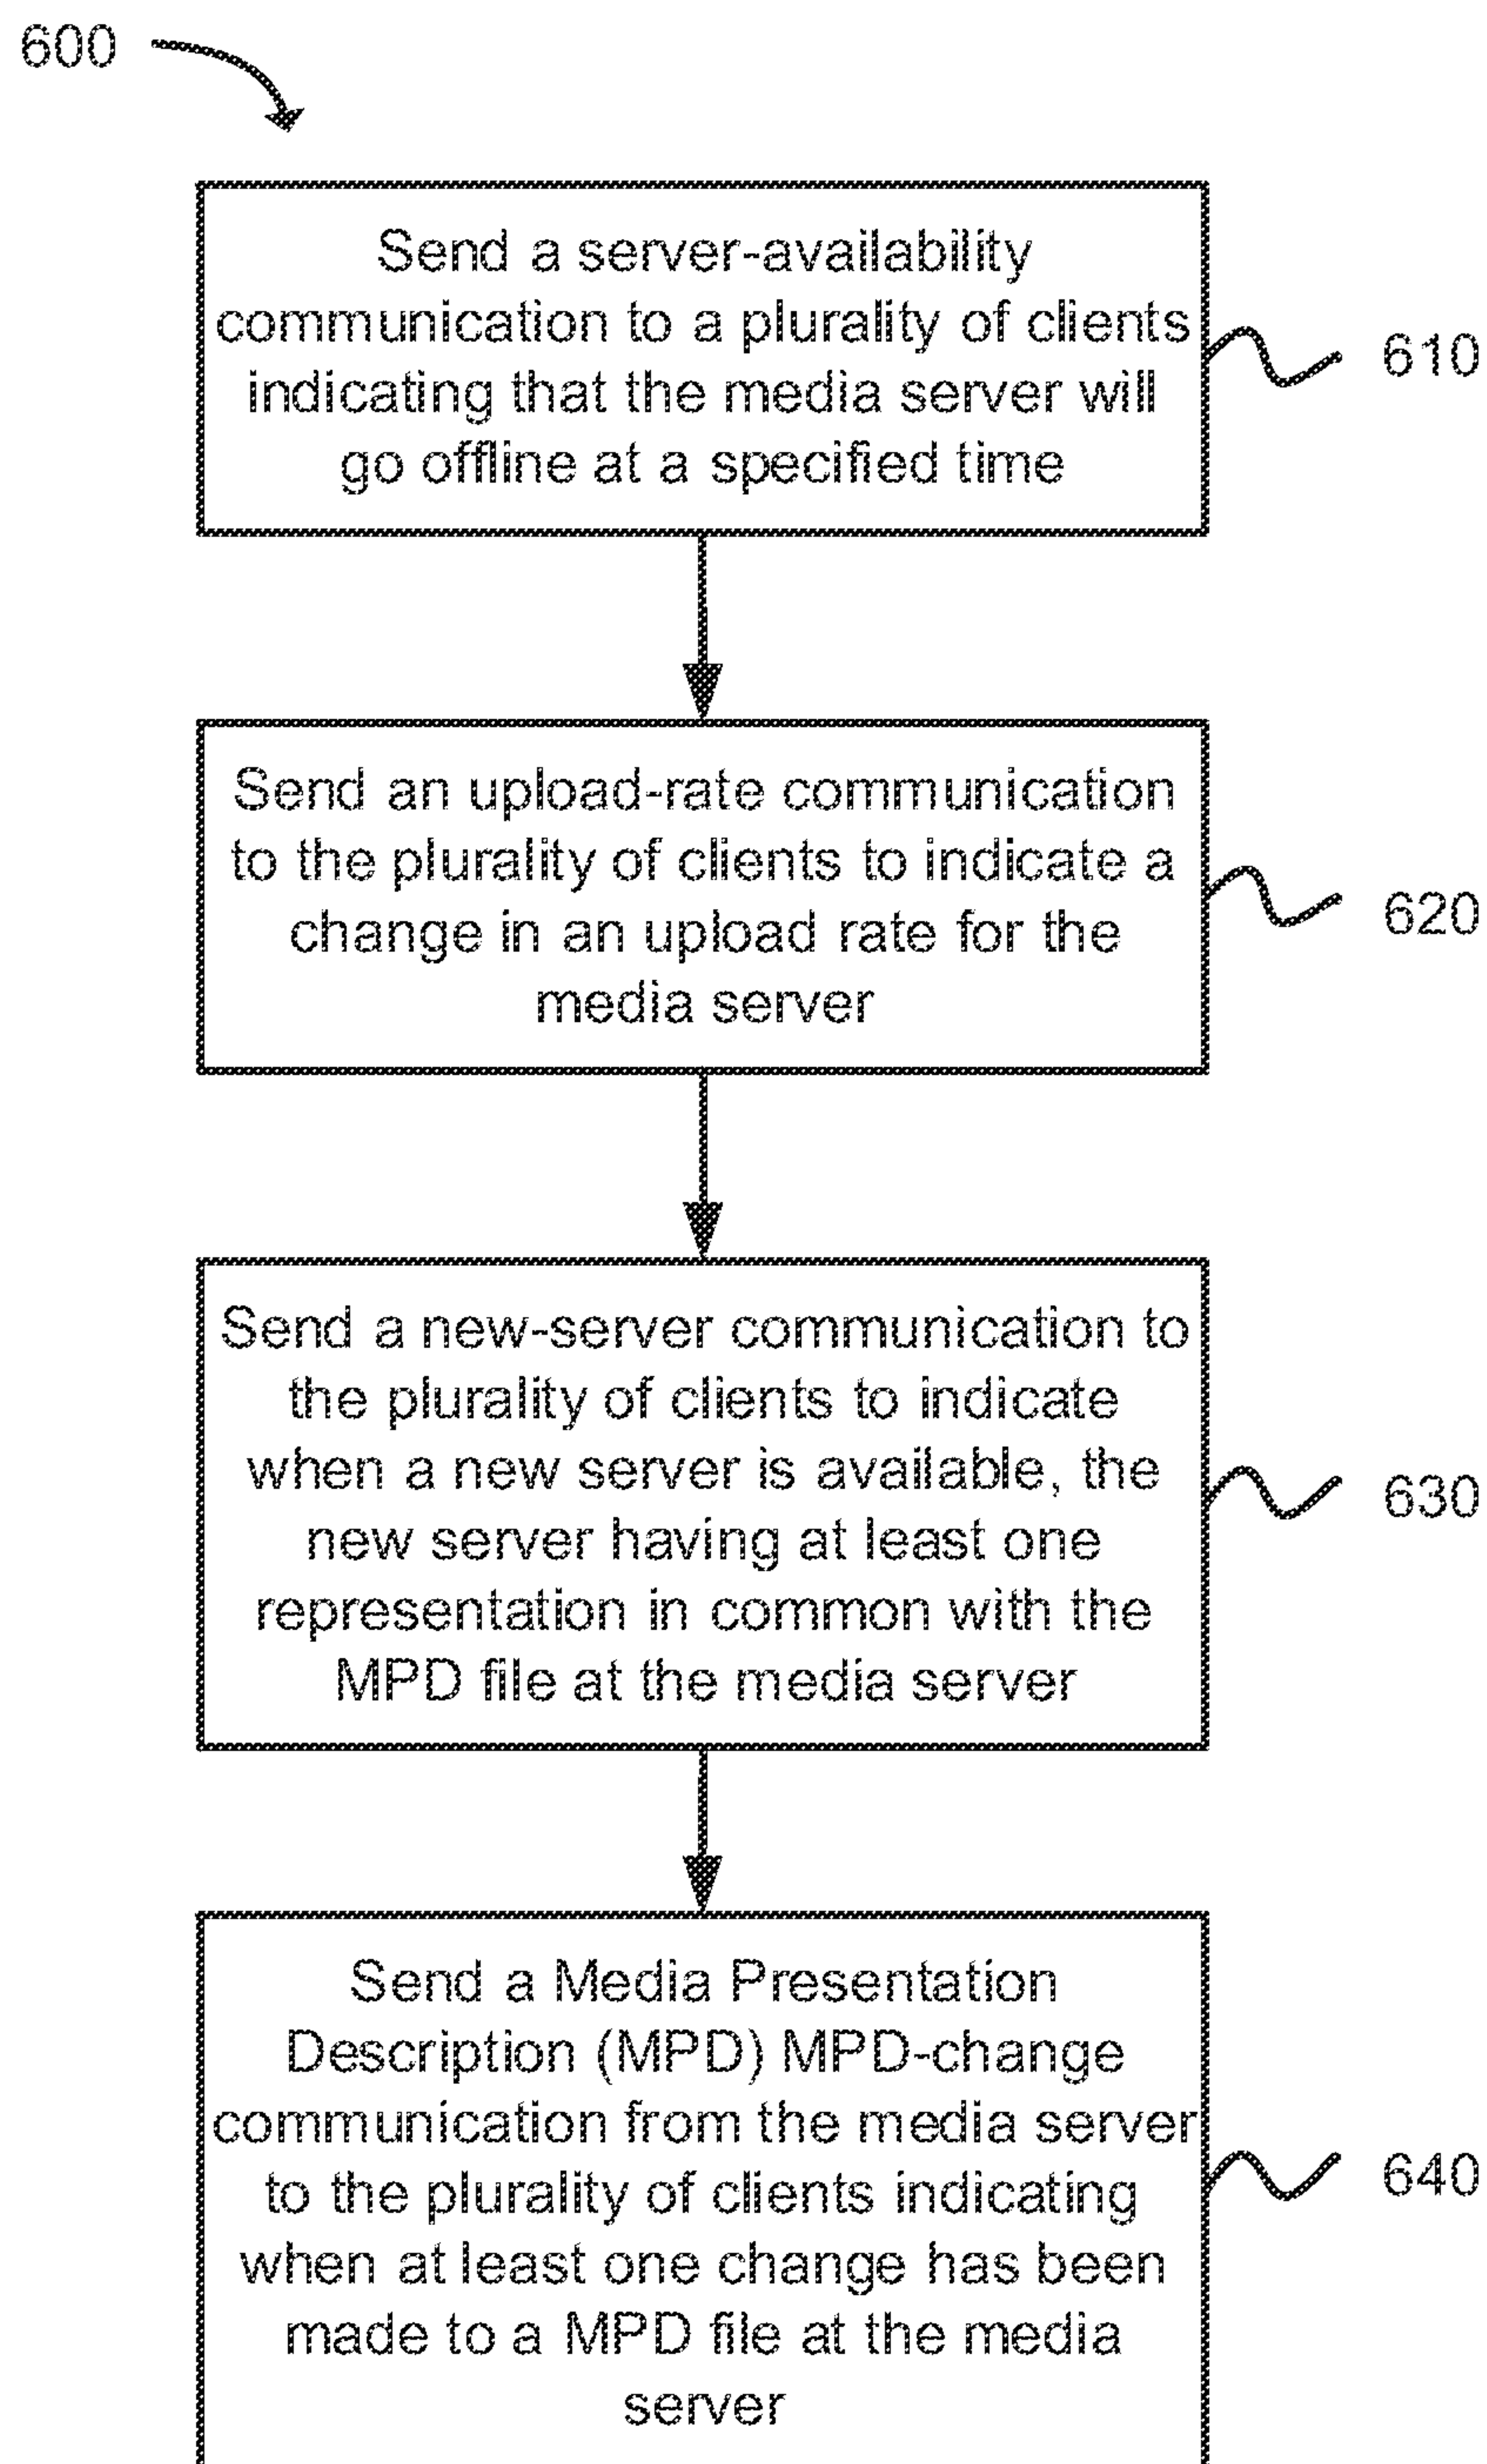 600
Send a server-availability
communication to a plurality of clients
indicating that the media server will
go offline at a specified time
610
Send an upload-rate communication
to the plurality of clients to indicate a
change in an upload rate for the
media server
620
Send a new-server communication to
the plurality of clients to indicate
when a new server is available, the
new server having at least one
representation in common with the
MPD file at the media server
630
Send a Media Presentation
Description (MPD) MPD-change
communication from the media server
to the plurality of clients indicating
when at least one change has been
made to a MPD file at the media
server
640